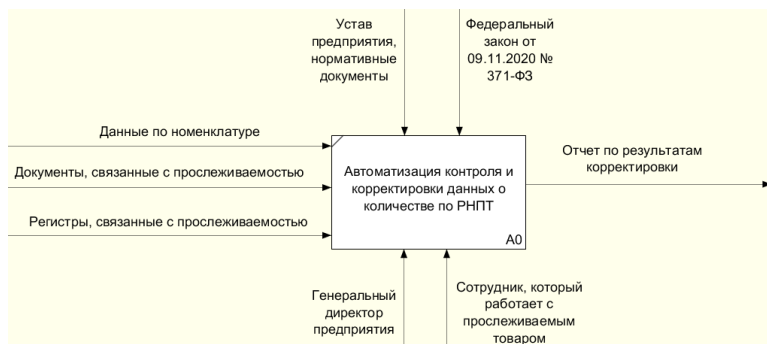 Устав
предприятия,
нормативные
документы
Федеральный
закон от
09.11.2020 №
371-ФЗ
Данные по номенклатуре
Документы, связанные с прослеживаемостью
Регистры, связанные с прослеживаемостью
Автоматизация контроля и
корректировки данных о
количестве по РНПТ
A0
Отчет по результатам
корректировки
Генеральный
директор
предприятия
Сотрудник, который
работает с
прослеживаемым
товаром